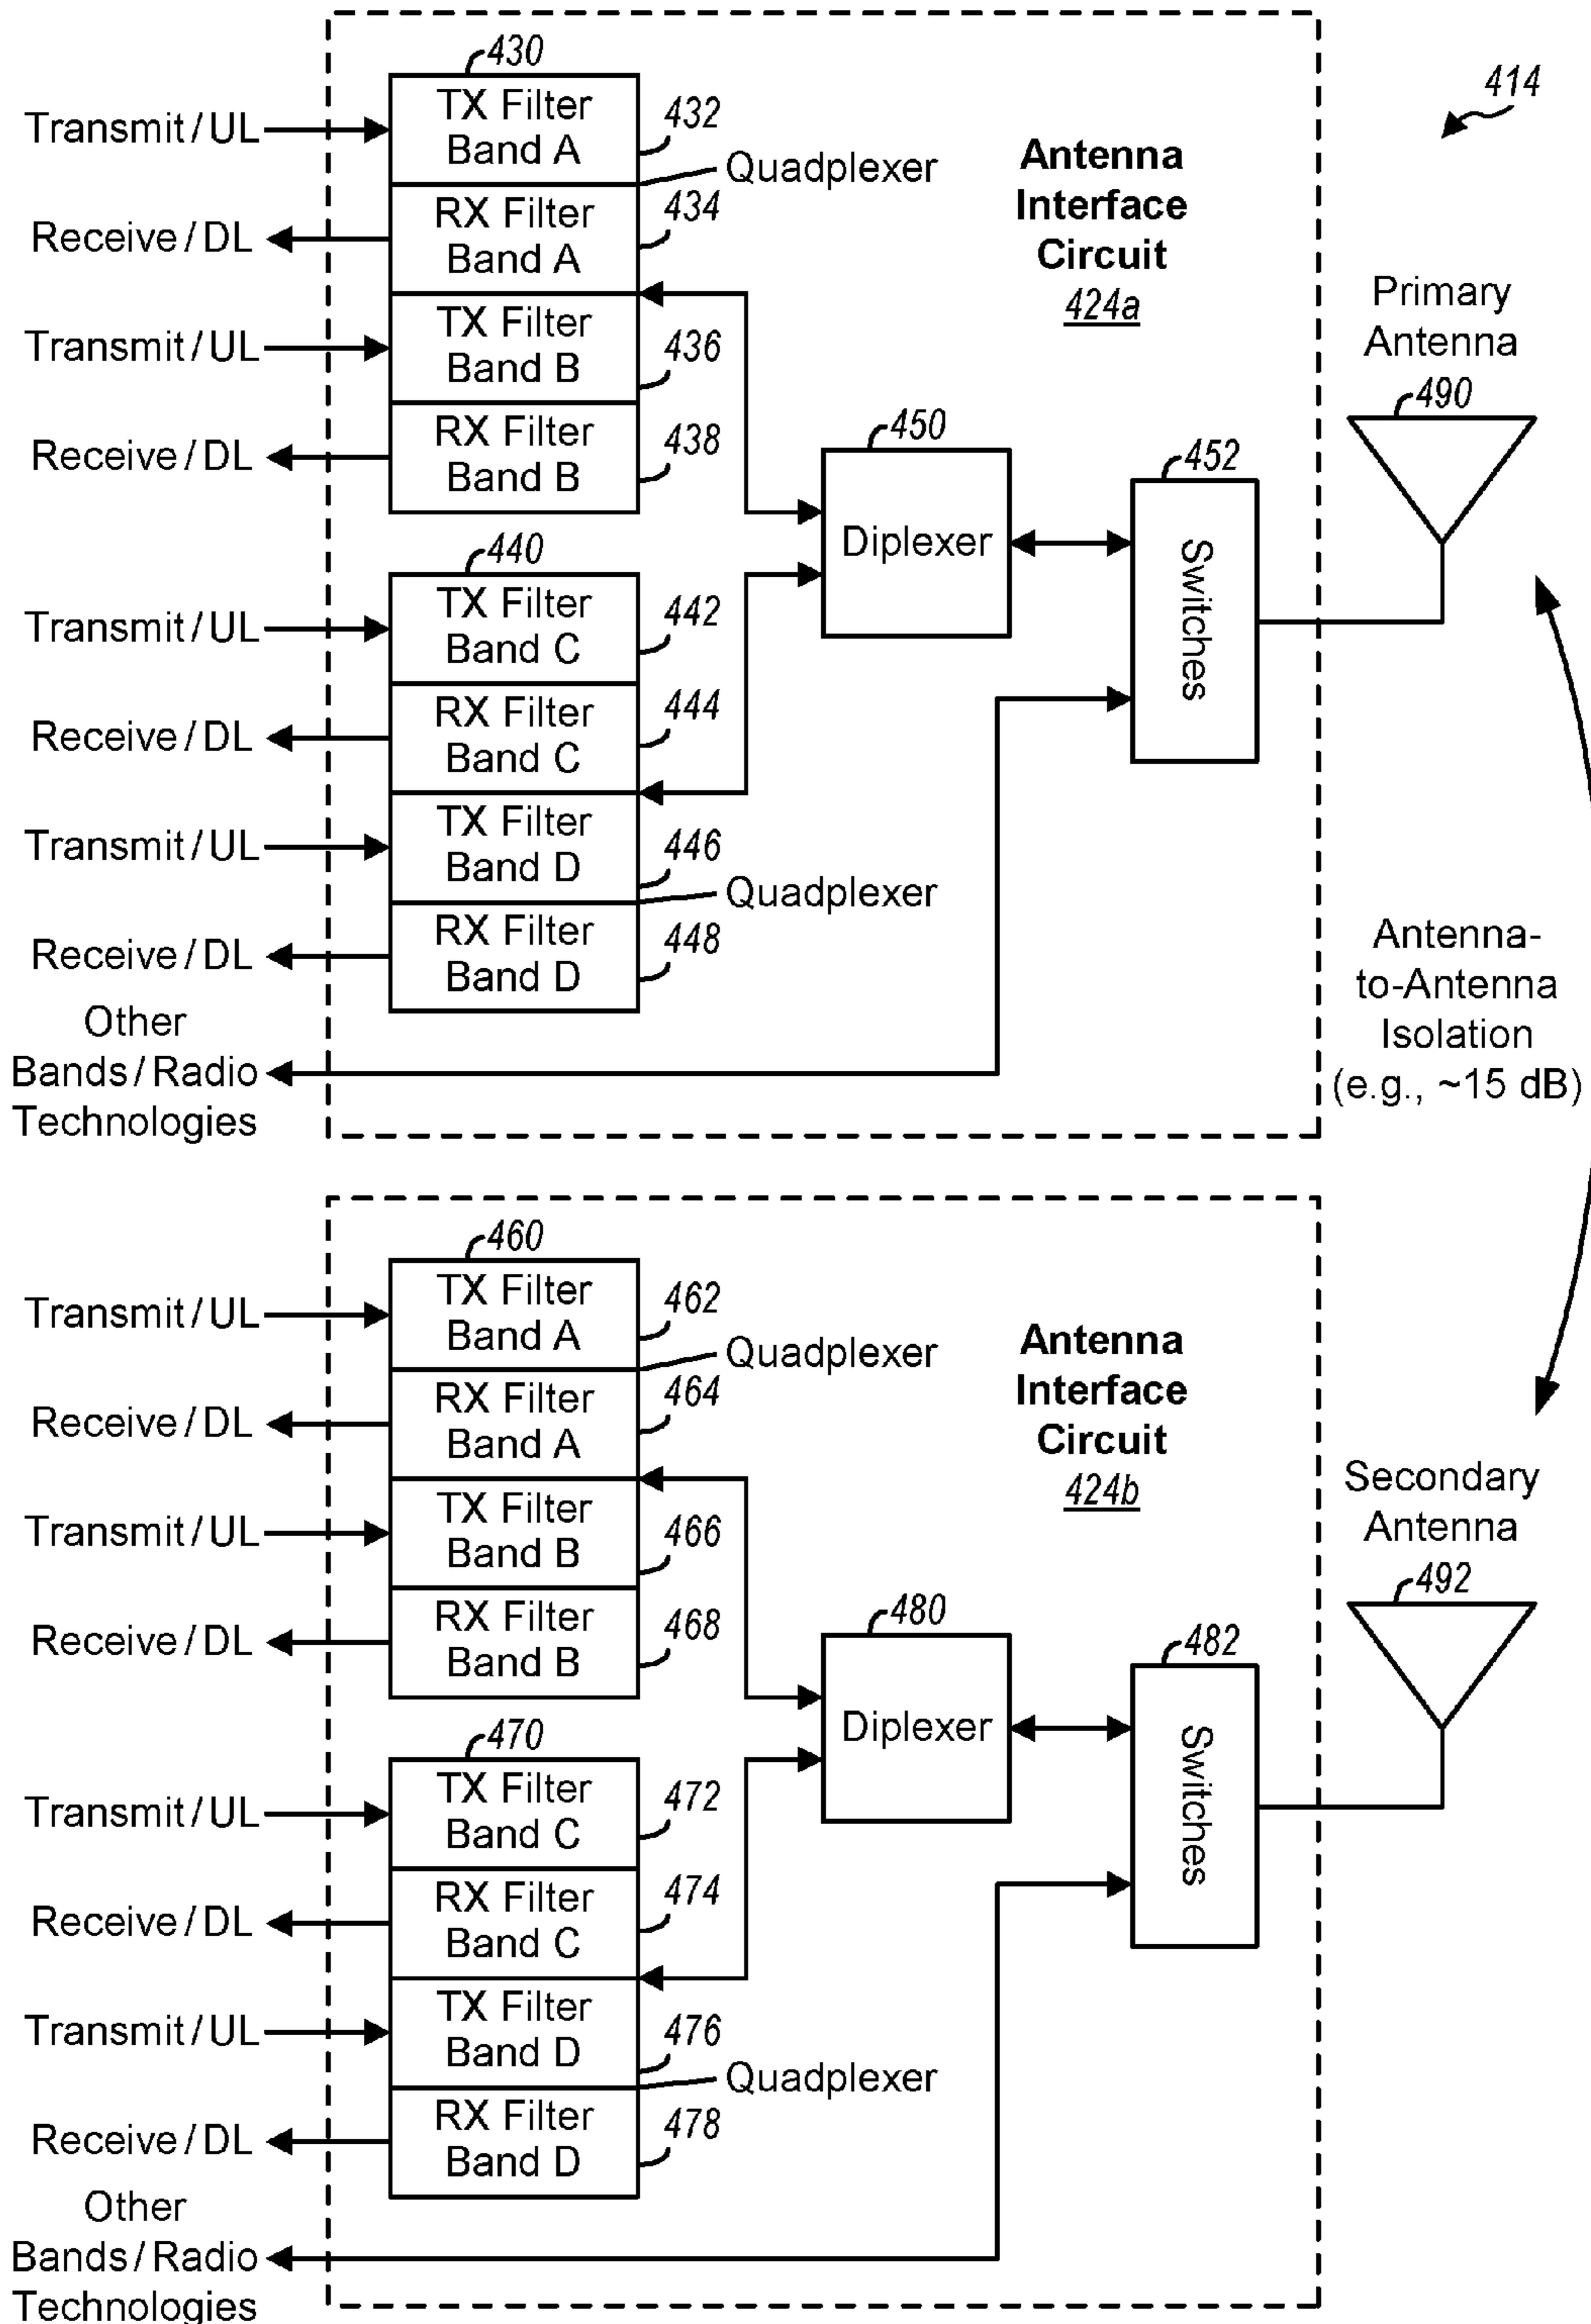 430
TX Filter
Band A
432
Transmit/UL
Quadplexer
RX Filter
Band A
434
Receive/DL
TX Filter
Band B
436
Transmit/UL
RX Filter
Band B
438
Receive/DL
Antenna
Interface
Circuit
424a
414
Primary
Antenna
490
450
Diplexer
452
Switches
440
TX Filter
Band C
442
Transmit/UL
RX Filter
Band C
444
Receive/DL
TX Filter
Band D
446
Transmit/UL
Quadplexer
RX Filter
Band D
448
Receive/DL
Other
Bands/Radio
Technologies
Antenna-
to-Antenna
Isolation
(e.g., ~15 dB)
460
TX Filter
Band A
462
Transmit/UL
Quadplexer
RX Filter
Band A
464
Receive/DL
TX Filter
Band B
466
Transmit/UL
RX Filter
Band B
468
Receive/DL
Antenna
Interface
Circuit
424b
Secondary
Antenna
492
480
Diplexer
482
Switches
470
TX Filter
Band C
472
Transmit/UL
RX Filter
Band C
474
Receive/DL
TX Filter
Band D
476
Transmit/UL
Quadplexer
RX Filter
Band D
478
Receive/DL
Other
Bands/Radio
Technologies